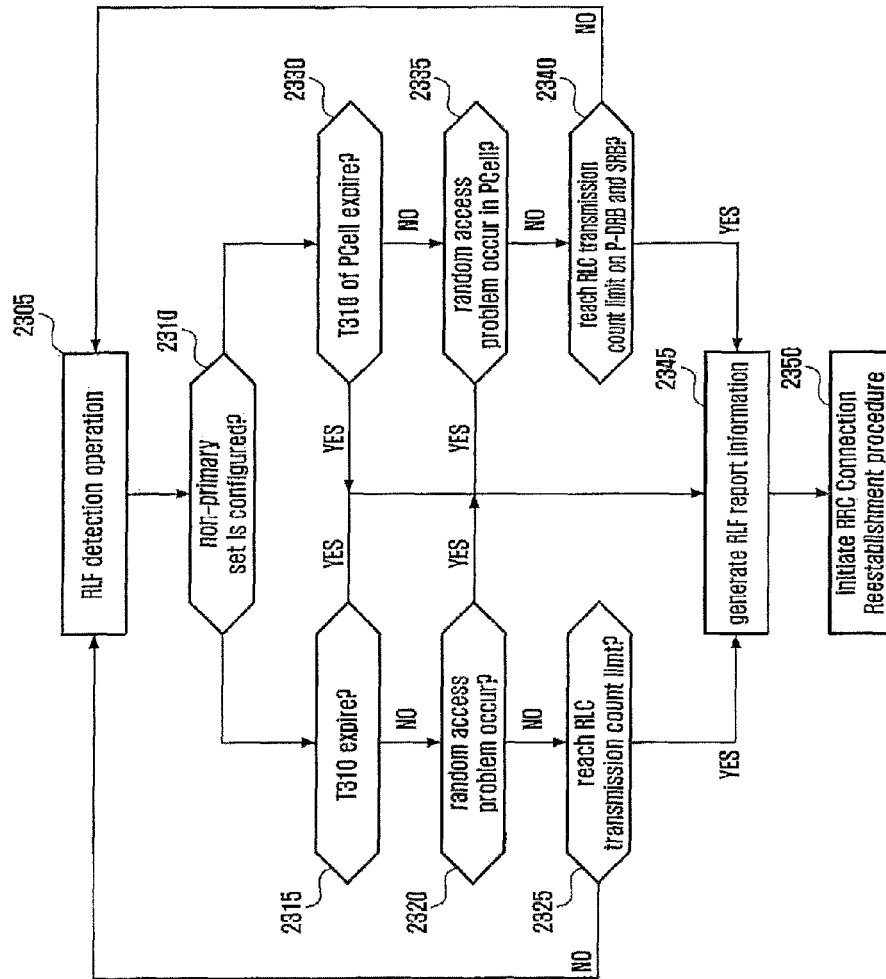 RLF detection operation
2305
non-primary
set is configured?
2310
T310 expire?
2315
YES
NO
random access
problem occur?
2320
YES
NO
reach RLC
transmission count limt?
2325
YES
NO
T310 of PCell expire?
2330
YES
NO
random access
problem occur in PCell?
2335
YES
NO
reach RLC transmission
count limit on P-DRB and SRB?
2340
YES
NO
generate RLF report information
2345
initiate RRC Connection
Reestablishment procedure
2350